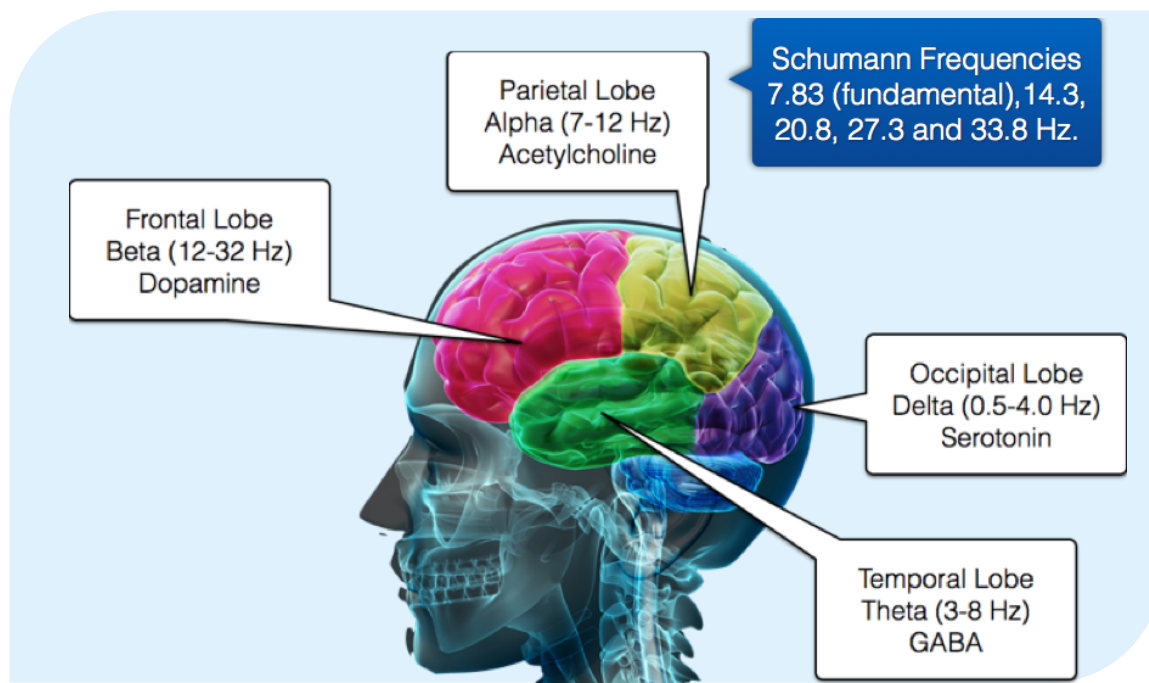 Parietal Lobe
Alpha (7-12 Hz)
Acetylcholine
Schumann Frequencies
7.83 (fundamental),14.3,
20.8, 27.3 and 33.8 Hz.
Frontal Lobe
Beta (12-32 Hz)
Dopamine
Occipital Lobe
Delta (0.5-4.0 Hz)
Serotonin
Temporal Lobe
Theta (3-8 Hz)
GABA